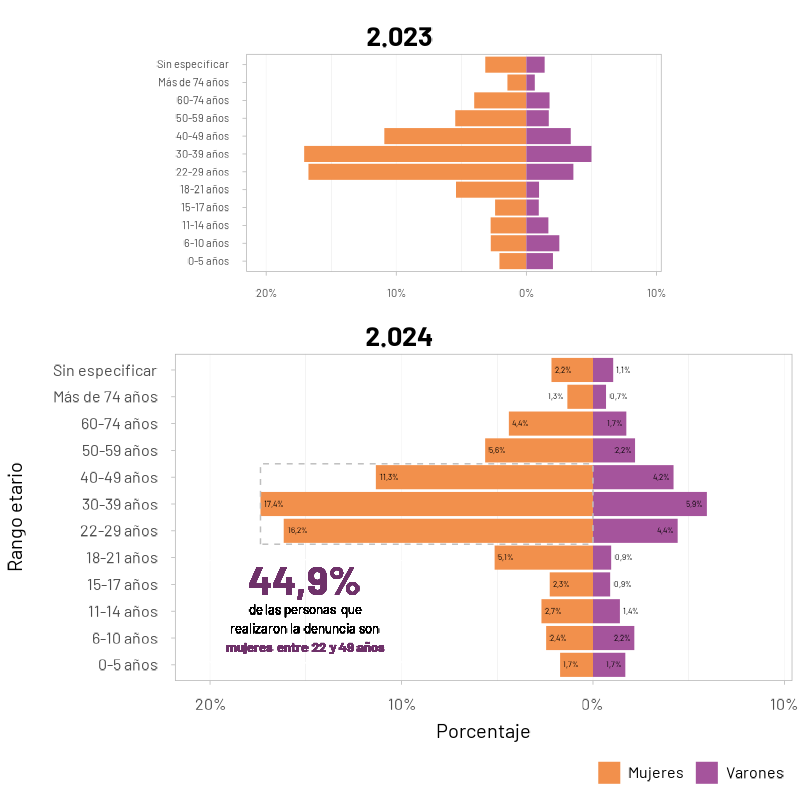 2.023
Sin especificar
Más de 74 años
60-74 años
50-59 años
40-49 años
30-39 años
22-29 años
18-21 años
15-17 años
11-14 años
6-10 años
0-5 años
20% 10% 0% 10%
2.024
Rango etario
Sin especificar 2,2% 1,1%
Más de 74 años 1,3% 0,7%
60-74 años 4,4% 1,7%
50-59 años 5,6% 2,2%
40-49 años 11,3% 4,2%
30-39 años 17,4% 5,9%
22-29 años 16,2% 4,4%
18-21 años 5,1% 0,9%
15-17 años 2,3% 0,9%
11-14 años 2,7% 1,4%
6-10 años 2,4% 2,2%
0-5 años 1,7% 1,7%
44,9%
de las personas que
realizaron la denuncia son
mujeres entre 22 y 49 años
20% 10% 0% 10%
Porcentaje
Mujeres Varones